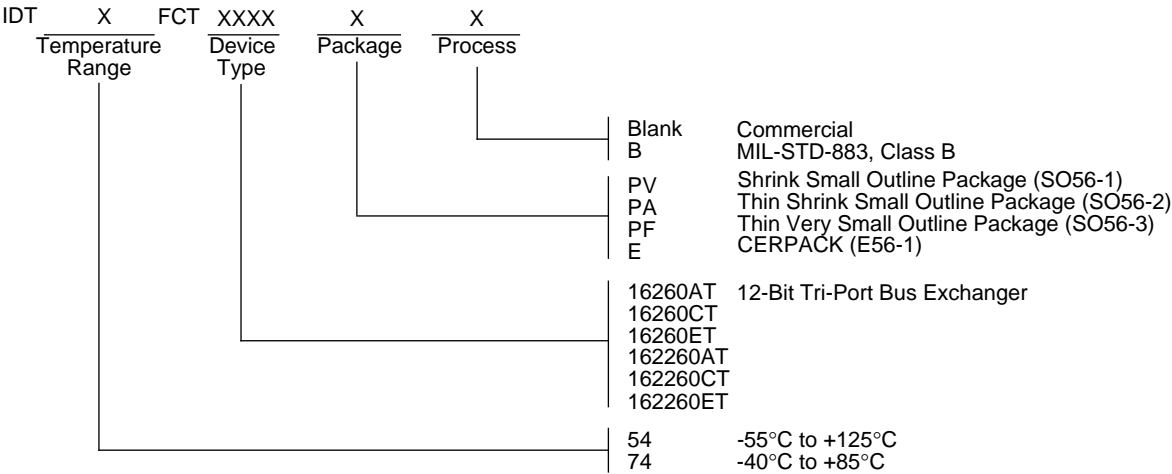 IDT X FCT XXXX X X
Temperature Range
Device Type
Package
Process
Blank Commercial
B MIL-STD-883, Class B
PV Shrink Small Outline Package (SO56-1)
PA Thin Shrink Small Outline Package (SO56-2)
PF Thin Very Small Outline Package (SO56-3)
E CERPACK (E56-1)
16260AT 12-Bit Tri-Port Bus Exchanger
16260CT
16260ET
162260AT
162260CT
162260ET
54 -55°C to +125°C
74 -40°C to +85°C